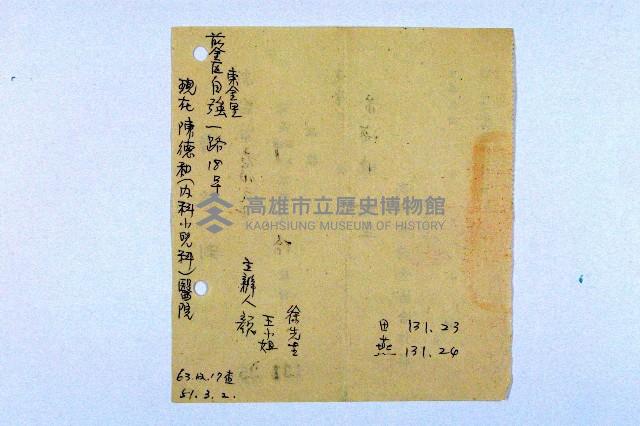 徐先生
王小姐
主辦人 親
東金里
前金區自強一路18号
現在陳德和(內科小兒科)醫院
田 131.23
燕 131.24
63.12.17查
51.3.2.
高雄市立歷史博物館
KAOHSIUNG MUSEUM OF HISTORY